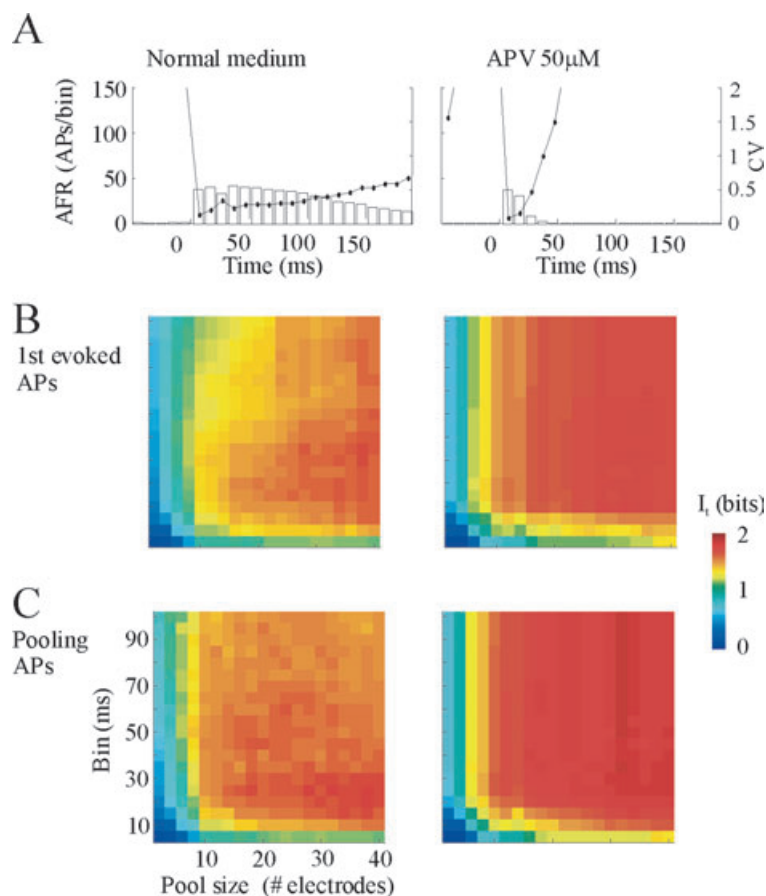 A
Normal medium
APV 50μM
AFR (APs/bin)
150
100
50
0
0 50 100 150
Time (ms)
0 50 100 150
Time (ms)
2
1.5
1
0.5
0
CV
B
1st evoked
APs
It (bits)
2
1
0
C
Pooling
APs
Bin (ms)
90
70
50
30
10
10 20 30 40
Pool size (# electrodes)